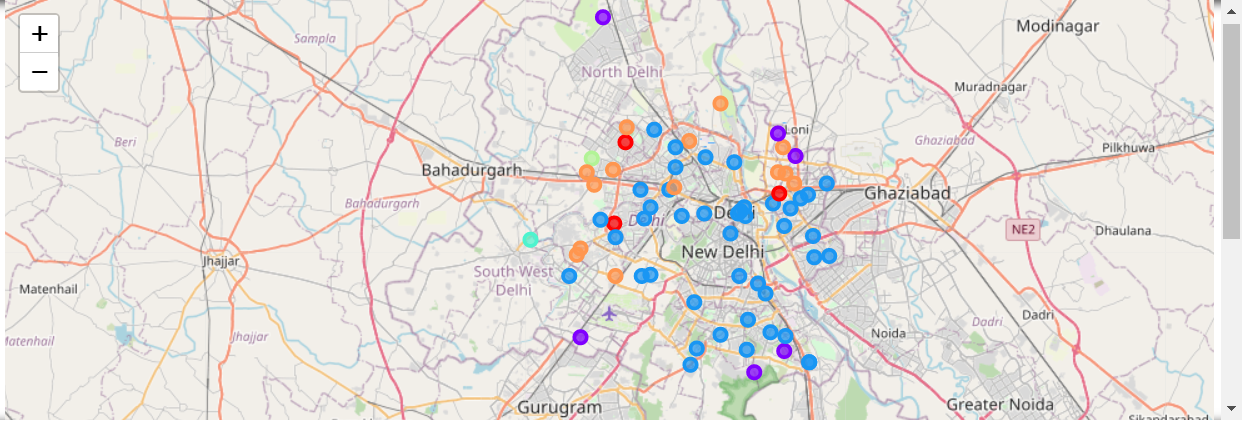 +
−
Modinagar
Sampla
North Delhi
Muradnagar
Loni
Beri
Ghaziabad
Pilkhuwa
Bahadurgarh
Ghaziabad
Bahadurgarh
Delhi
NE2
Dhaulana
New Delhi
Jhajjar
South West
Delhi
Matenhail
Dadri
Dadri
Noida
Jhajjar
Gurugram
Greater Noida